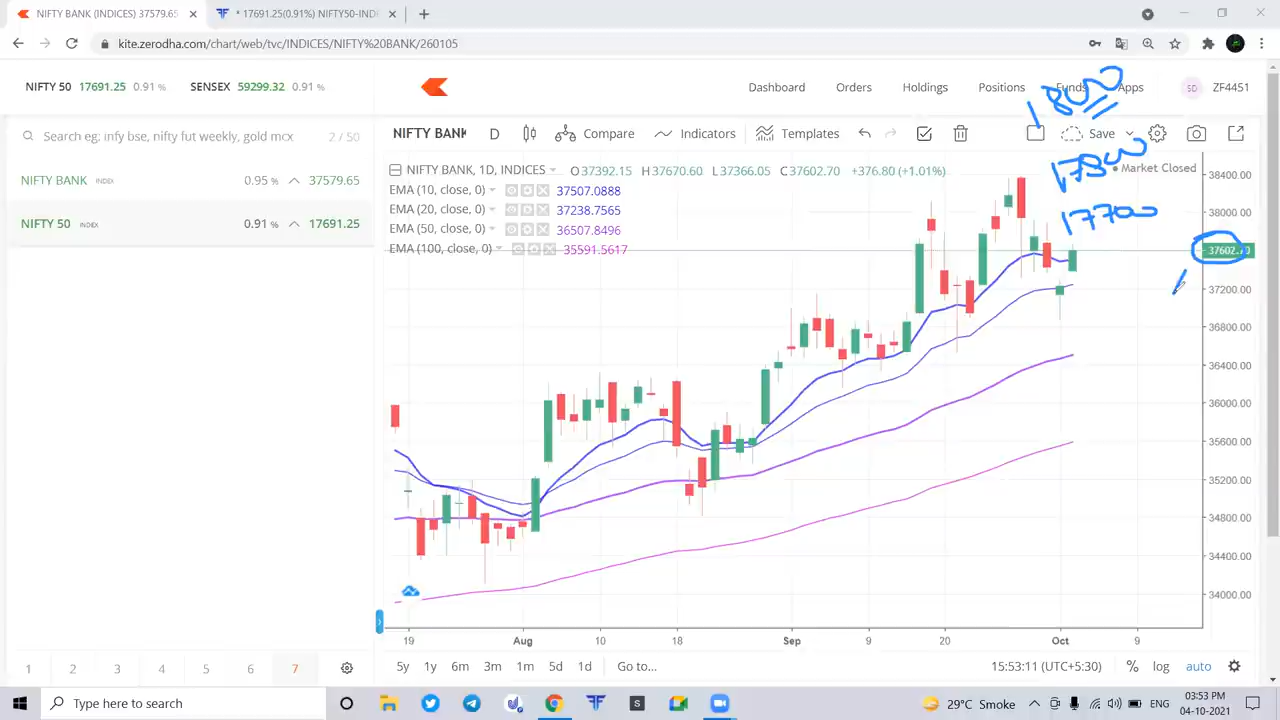 NIFTY BANK (INDICES) 37579.65
* 17691.25(0.91%) NIFTY50-IND
kite.zerodha.com/chart/web/tvc/INDICES/NIFTY%20BANK/260105
NIFTY 50 17691.25 0.91 % SENSEX 59299.32 0.91 %
Dashboard Orders Holdings Positions Funds Apps SD ZF4451
1800
Search eg: infy bse, nifty fut weekly, gold mcx 2 / 50
NIFTY BANK D Compare Indicators Templates Save
17800
NIFTY BANK, 1D, INDICES O37392.15 H37670.60 L37366.05 C37602.70 +376.80 (+1.01%) Market Closed
NIFTY BANK INDEX 0.95 % 37579.65
EMA (10, close, 0) 37507.0888
EMA (20, close, 0) 37238.7565
17700
NIFTY 50 INDEX 0.91 % 17691.25
EMA (50, close, 0) 36507.8496
EMA (100, close, 0) 35591.5617
38400.00
38000.00
37602.70
37200.00
36800.00
36400.00
36000.00
35600.00
35200.00
34800.00
34400.00
34000.00
19 Aug 10 18 Sep 9 20 Oct 9
1 2 3 4 5 6 7
5y 1y 6m 3m 1m 5d 1d Go to... 15:53:11 (UTC+5:30) % log auto
Type here to search
29°C Smoke ENG 03:53 PM
04-10-2021